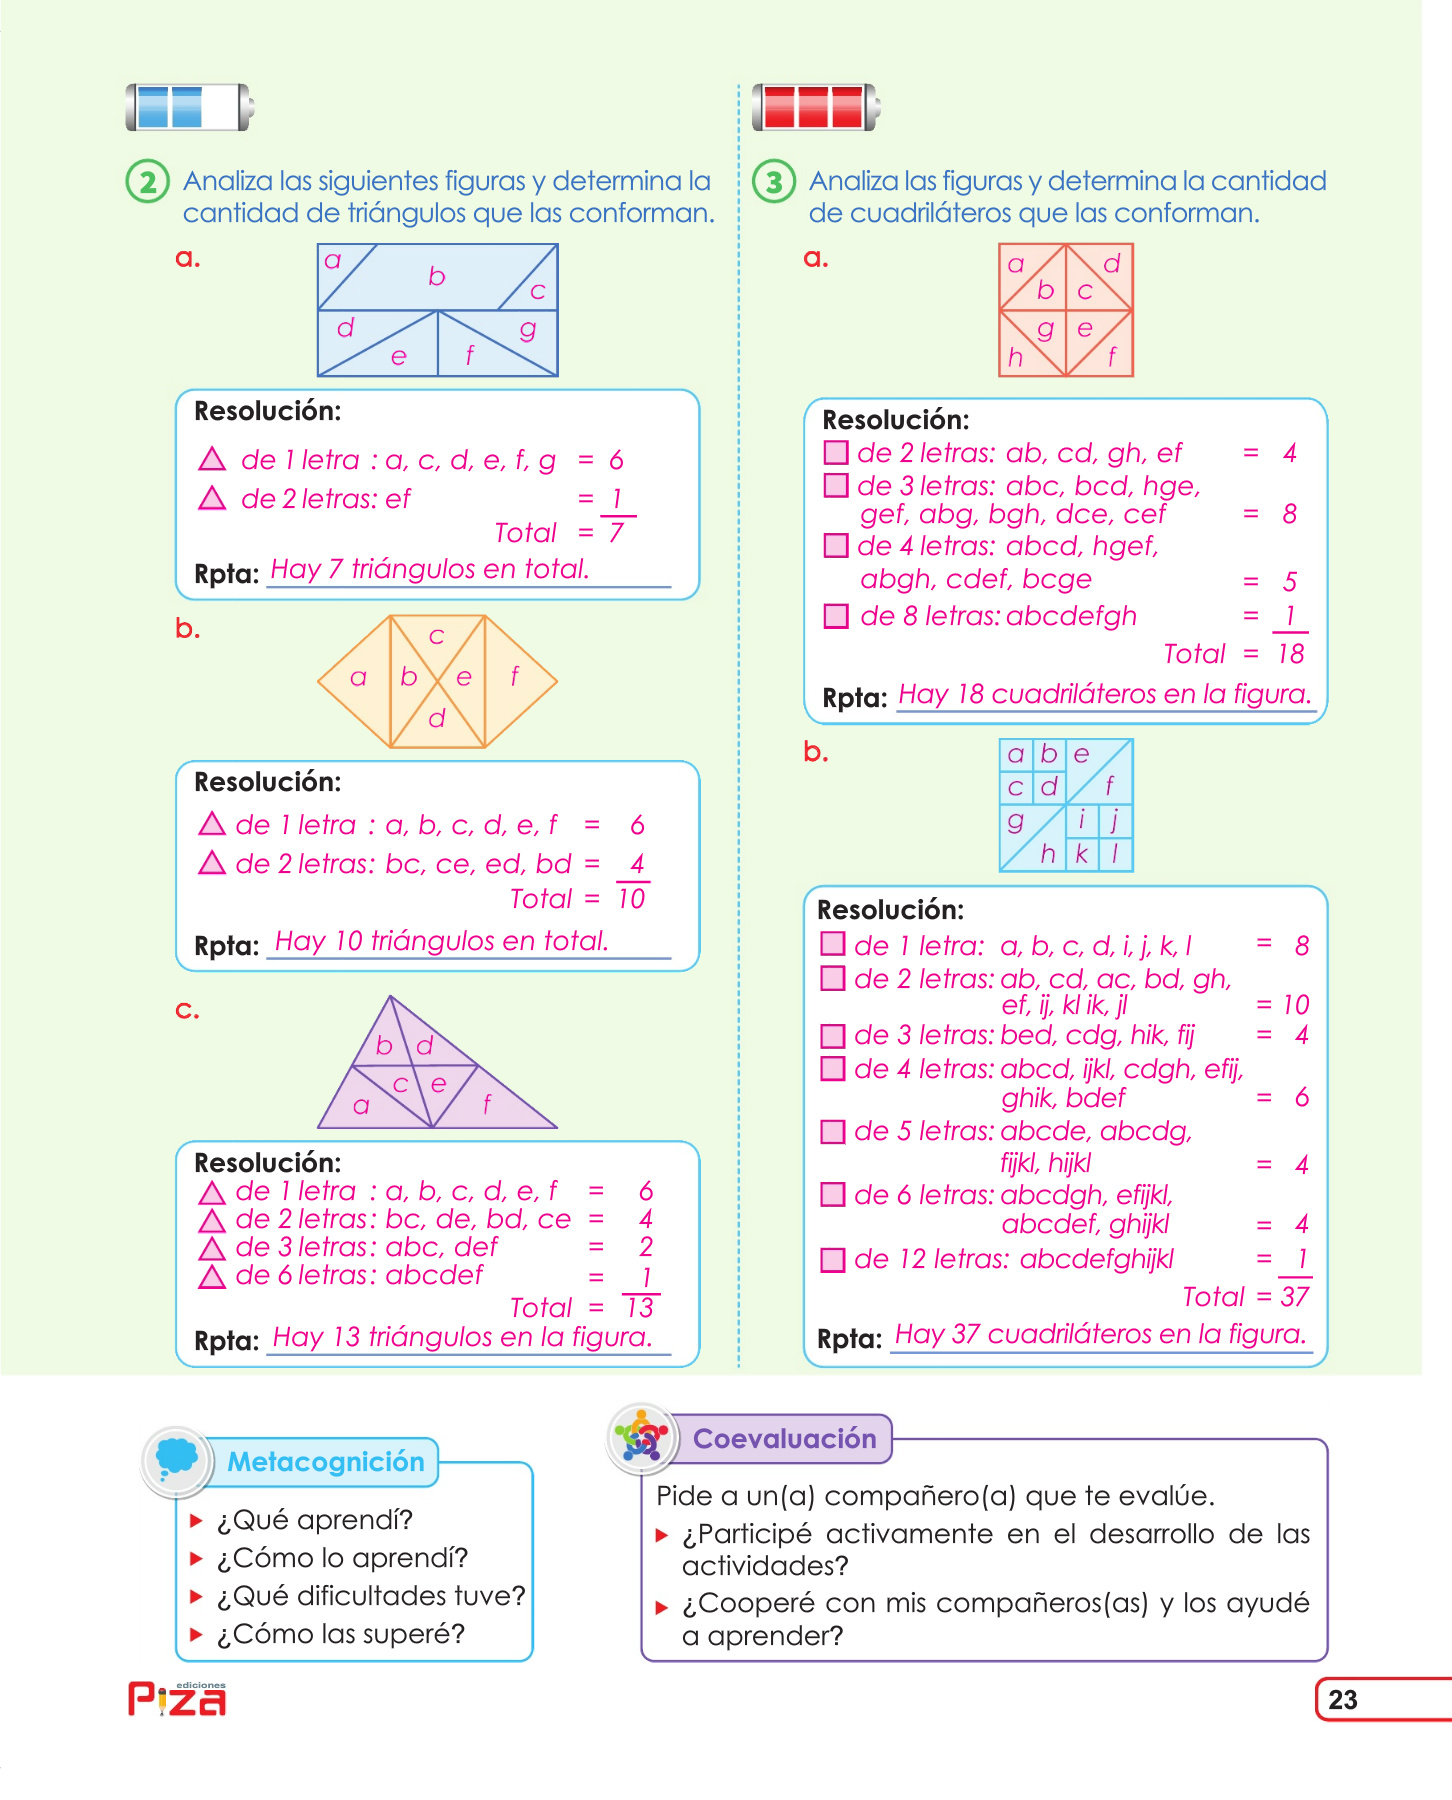 2 Analiza las siguientes figuras y determina la
cantidad de triángulos que las conforman.
a.
a
b
c
d
e
f
g
Resolución:
de 1 letra : a, c, d, e, f, g = 6
de 2 letras: ef = 1
Total = 7
Rpta: Hay 7 triángulos en total.
b.
c
a b e f
d
Resolución:
de 1 letra : a, b, c, d, e, f = 6
de 2 letras: bc, ce, ed, bd = 4
Total = 10
Rpta: Hay 10 triángulos en total.
c.
b d
c e
a f
Resolución:
de 1 letra : a, b, c, d, e, f = 6
de 2 letras: bc, de, bd, ce = 4
de 3 letras: abc, def = 2
de 6 letras: abcdef = 1
Total = 13
Rpta: Hay 13 triángulos en la figura.
3 Analiza las figuras y determina la cantidad
de cuadriláteros que las conforman.
a.
a d
b c
g e
h f
Resolución:
de 2 letras: ab, cd, gh, ef = 4
de 3 letras: abc, bcd, hge,
gef, abg, bgh, dce, cef = 8
de 4 letras: abcd, hgef,
abgh, cdef, bcge = 5
de 8 letras: abcdefgh = 1
Total = 18
Rpta: Hay 18 cuadriláteros en la figura.
b.
a b e
c d f
g i j
h k l
Resolución:
de 1 letra: a, b, c, d, i, j, k, l = 8
de 2 letras: ab, cd, ac, bd, gh,
ef, ij, kl ik, jl = 10
de 3 letras: bed, cdg, hik, fij = 4
de 4 letras: abcd, ijkl, cdgh, efij,
ghik, bdef = 6
de 5 letras: abcde, abcdg,
fijkl, hijkl = 4
de 6 letras: abcdgh, efijkl,
abcdef, ghijkl = 4
de 12 letras: abcdefghijkl = 1
Total = 37
Rpta: Hay 37 cuadriláteros en la figura.
Metacognición
¿Qué aprendí?
¿Cómo lo aprendí?
¿Qué dificultades tuve?
¿Cómo las superé?
Coevaluación
Pide a un(a) compañero(a) que te evalúe.
¿Participé activamente en el desarrollo de las
actividades?
¿Cooperé con mis compañeros(as) y los ayudé
a aprender?
ediciones
Piza
23